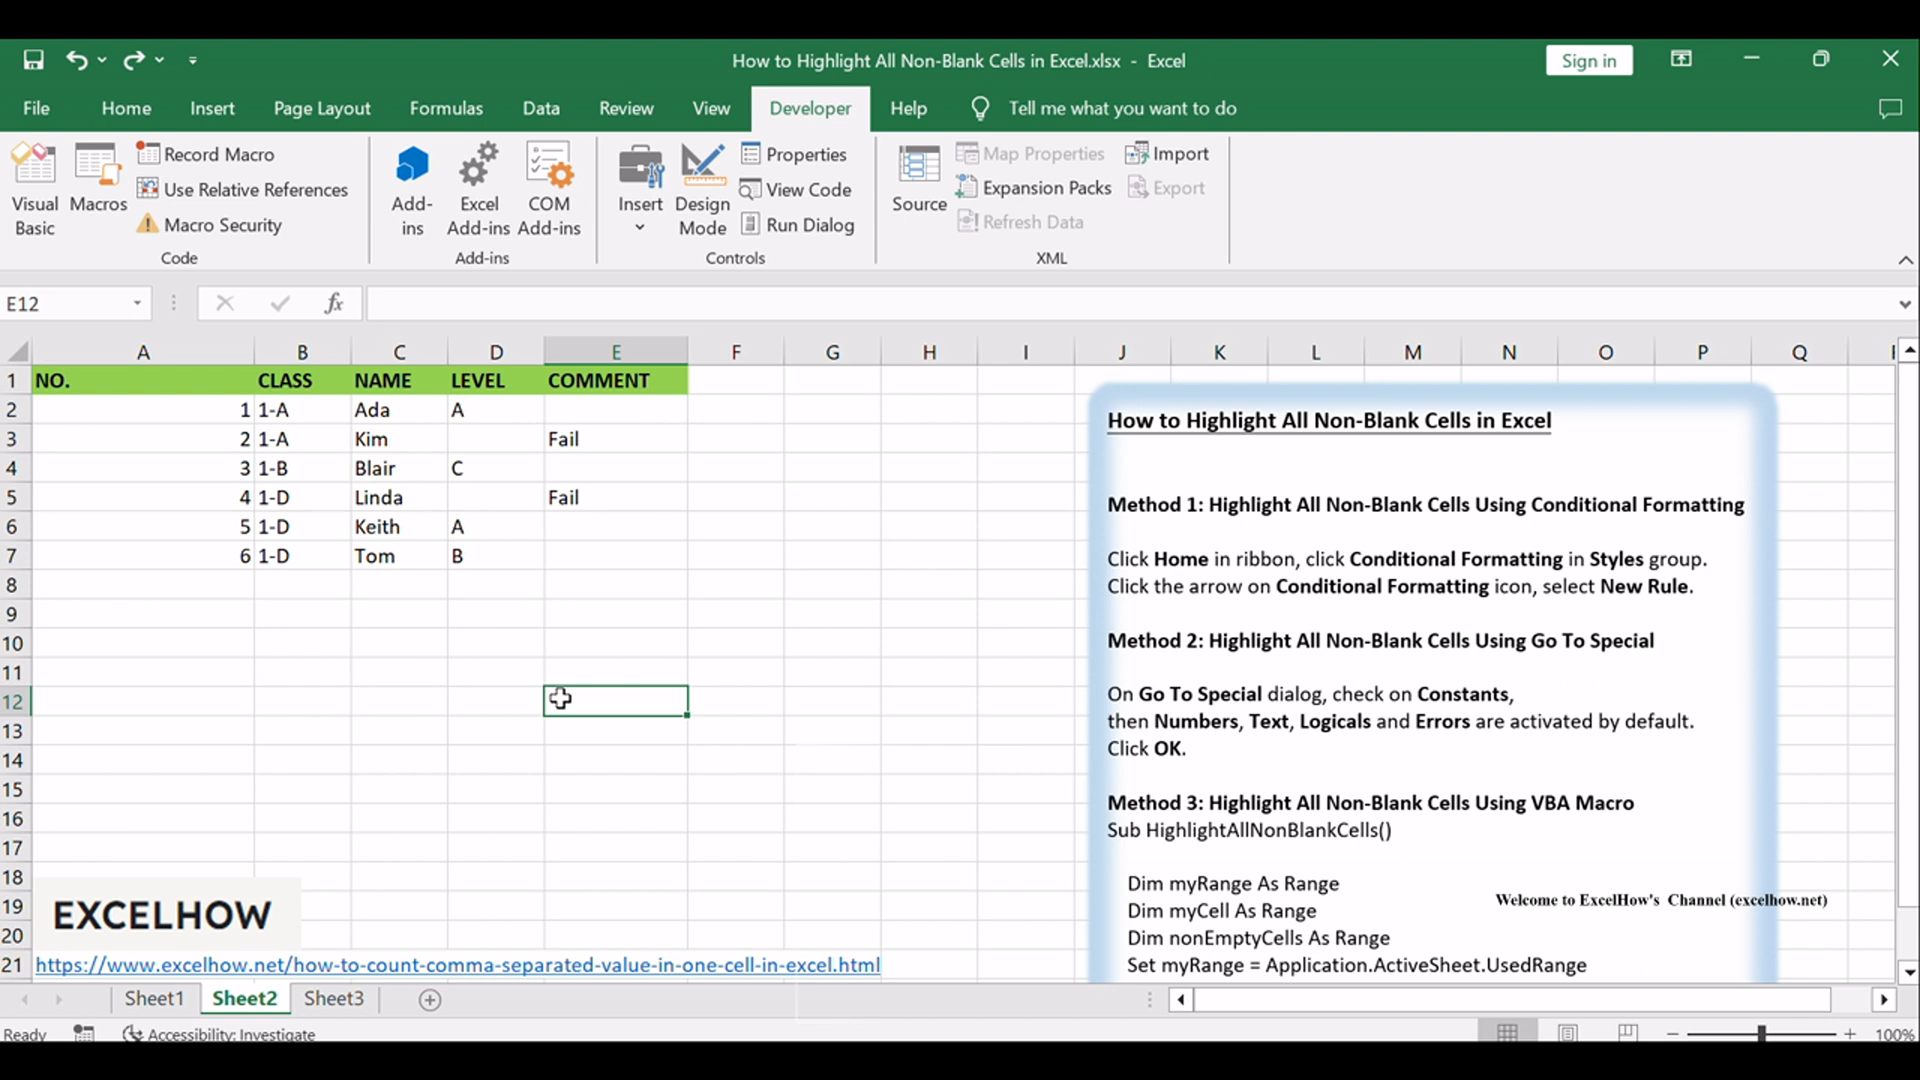 How to Highlight All Non-Blank Cells in Excel.xlsx - Excel
Sign in
File Home Insert Page Layout Formulas Data Review View Developer Help Tell me what you want to do
Visual Basic
Macros
Record Macro
Use Relative References
Macro Security
Code
Add-ins
Excel Add-ins
COM Add-ins
Add-ins
Insert
Design Mode
Properties
View Code
Run Dialog
Controls
Source
Map Properties
Expansion Packs
Refresh Data
Import
Export
XML
E12
fx
A B C D E F G H I J K L M N O P Q
1 NO. CLASS NAME LEVEL COMMENT
2 1 1-A Ada A
3 2 1-A Kim Fail
4 3 1-B Blair C
5 4 1-D Linda Fail
6 5 1-D Keith A
7 6 1-D Tom B
8
9
10
11
12
13
14
15
16
17
18
19
20
21
EXCELHOW
https://www.excelhow.net/how-to-count-comma-separated-value-in-one-cell-in-excel.html
How to Highlight All Non-Blank Cells in Excel
Method 1: Highlight All Non-Blank Cells Using Conditional Formatting
Click Home in ribbon, click Conditional Formatting in Styles group.
Click the arrow on Conditional Formatting icon, select New Rule.
Method 2: Highlight All Non-Blank Cells Using Go To Special
On Go To Special dialog, check on Constants,
then Numbers, Text, Logicals and Errors are activated by default.
Click OK.
Method 3: Highlight All Non-Blank Cells Using VBA Macro
Sub HighlightAllNonBlankCells()
Dim myRange As Range
Dim myCell As Range
Dim nonEmptyCells As Range
Set myRange = Application.ActiveSheet.UsedRange
Welcome to ExcelHow's Channel (excelhow.net)
Sheet1 Sheet2 Sheet3
Ready Accessibility: Investigate
100%